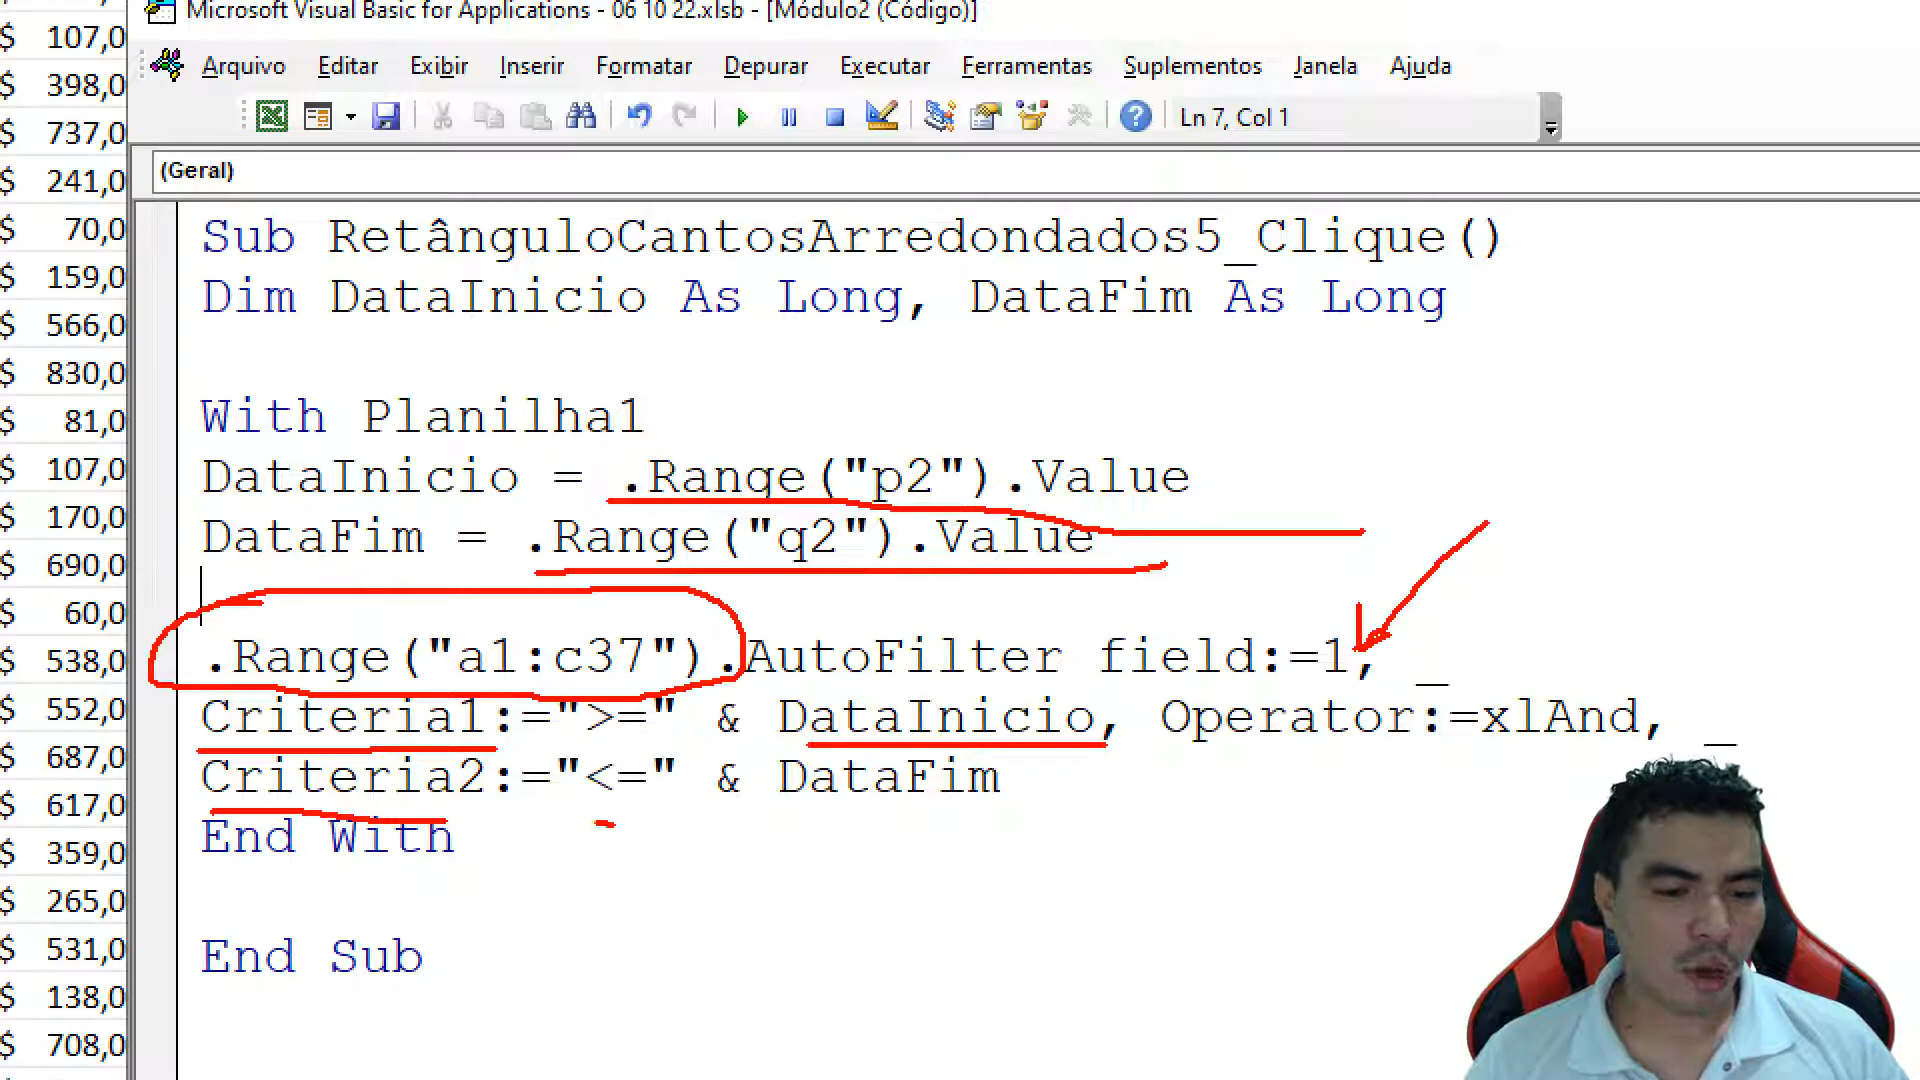 Microsoft Visual Basic for Applications - 06 10 22.xlsb - [Módulo2 (Código)]
Arquivo Editar Exibir Inserir Formatar Depurar Executar Ferramentas Suplementos Janela Ajuda
Ln 7, Col 1
(Geral)
Sub RetânguloCantosArredondados5_Clique()
Dim DataInicio As Long, DataFim As Long
With Planilha1
DataInicio = .Range("p2").Value
DataFim = .Range("q2").Value
.Range("a1:c37").AutoFilter field:=1, _
Criteria1:=">=" & DataInicio, Operator:=xlAnd, _
Criteria2:="<=" & DataFim
End With
End Sub
$ 107,0
$ 398,0
$ 737,0
$ 241,0
$ 70,0
$ 159,0
$ 566,0
$ 830,0
$ 81,0
$ 107,0
$ 170,0
$ 690,0
$ 60,0
$ 538,0
$ 552,0
$ 687,0
$ 617,0
$ 359,0
$ 265,0
$ 531,0
$ 138,0
$ 708,0